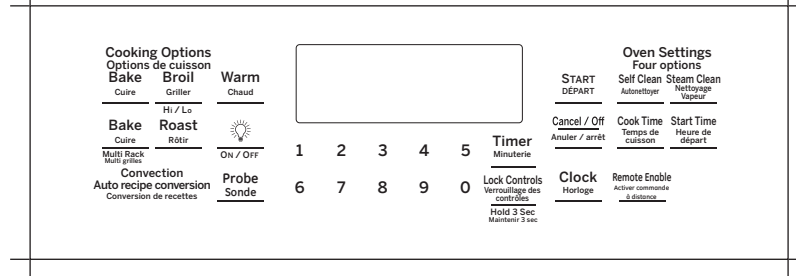 Cooking Options
Options de cuisson
Bake
Cuire
Broil
Griller
Hi / Lo
Warm
Chaud
Bake
Cuire
Multi Rack
Multi grilles
Roast
Rôtir
ON / OFF
Convection
Auto recipe conversion
Conversion de recettes
Probe
Sonde
1 2 3 4 5
6 7 8 9 0
Timer
Minuterie
Lock Controls
Verrouillage des
contrôles
Hold 3 Sec
Maintenir 3 sec
START
DÉPART
Cancel / Off
Anuler / arrêt
Clock
Horloge
Oven Settings
Four options
Self Clean
Autonettoyer
Steam Clean
Nettoyage
Vapeur
Cook Time
Temps de
cuisson
Start Time
Heure de
départ
Remote Enable
Activer commande
à distance